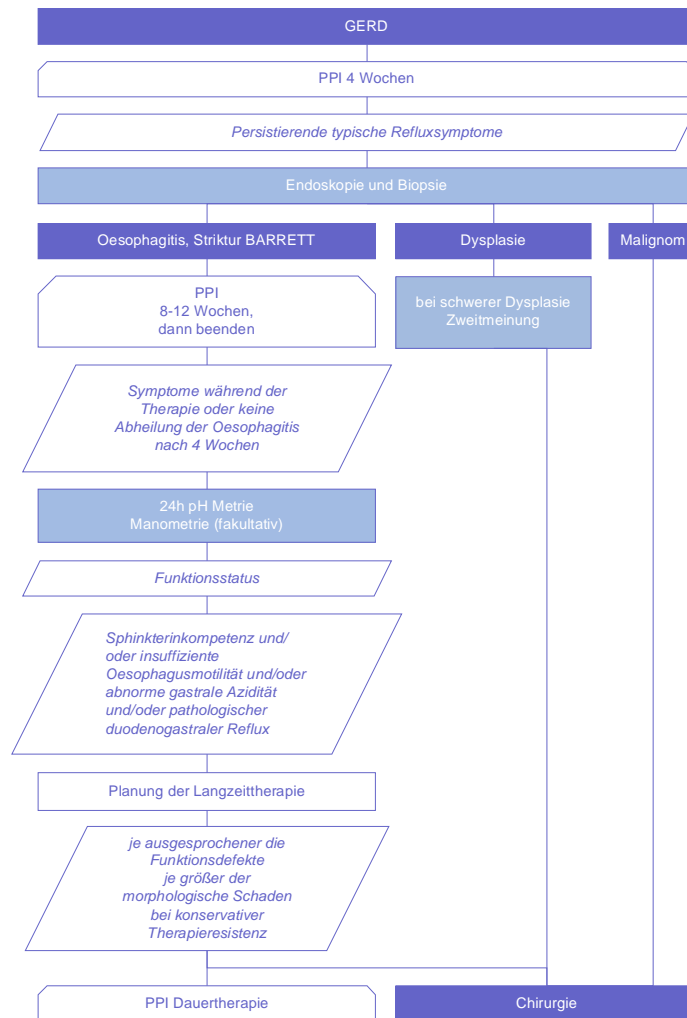 GERD
PPI 4 Wochen
Persistierende typische Refluxsymptome
Endoskopie und Biopsie
Oesophagitis, Striktur BARRETT
Dysplasie
Malignom
PPI
8-12 Wochen,
dann beenden
bei schwerer Dysplasie
Zweitmeinung
Symptome während der
Therapie oder keine
Abheilung der Oesophagitis
nach 4 Wochen
24h pH Metrie
Manometrie (fakultativ)
Funktionsstatus
Sphinkterinkompetenz und/
oder insuffiziente
Oesophagusmotilität und/oder
abnorme gastrale Azidität
und/oder pathologischer
duodenogastraler Reflux
Planung der Langzeittherapie
je ausgesprochener die
Funktionsdefekte
je größer der
morphologische Schaden
bei konservativer
Therapieresistenz
PPI Dauertherapie
Chirurgie